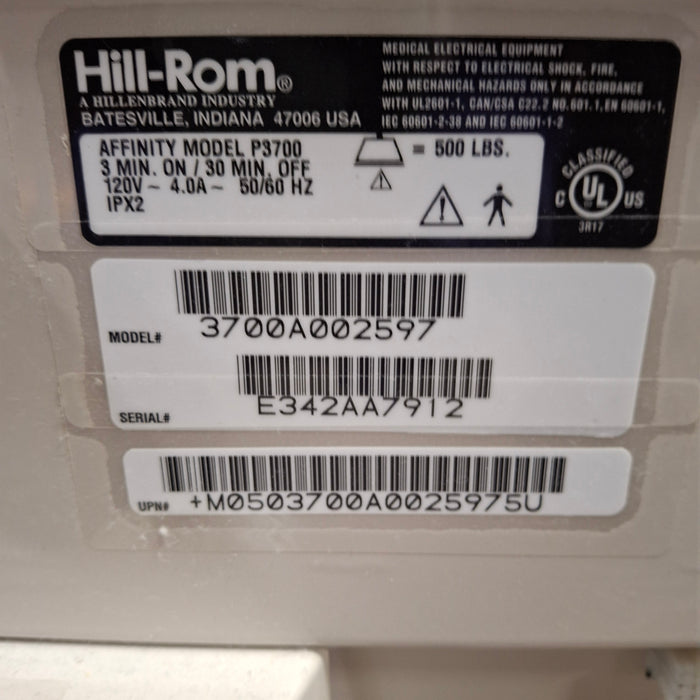 Hill-Rom®
A HILLENBRAND INDUSTRY
BATESVILLE, INDIANA 47006 USA
MEDICAL ELECTRICAL EQUIPMENT
WITH RESPECT TO ELECTRICAL SHOCK, FIRE,
AND MECHANICAL HAZARDS ONLY IN ACCORDANCE
WITH UL2601-1, CAN/CSA C22.2 NO.601.1, EN 60601-1,
IEC 60601-2-38 AND IEC 60601-1-2
AFFINITY MODEL P3700
3 MIN. ON / 30 MIN. OFF
120V~ 4.0A~ 50/60 HZ
IPX2
= 500 LBS.
CLASSIFIED
C UL US
3R17
MODEL# 3700A002597
SERIAL# E342AA7912
UPN# +M0503700A0025975U